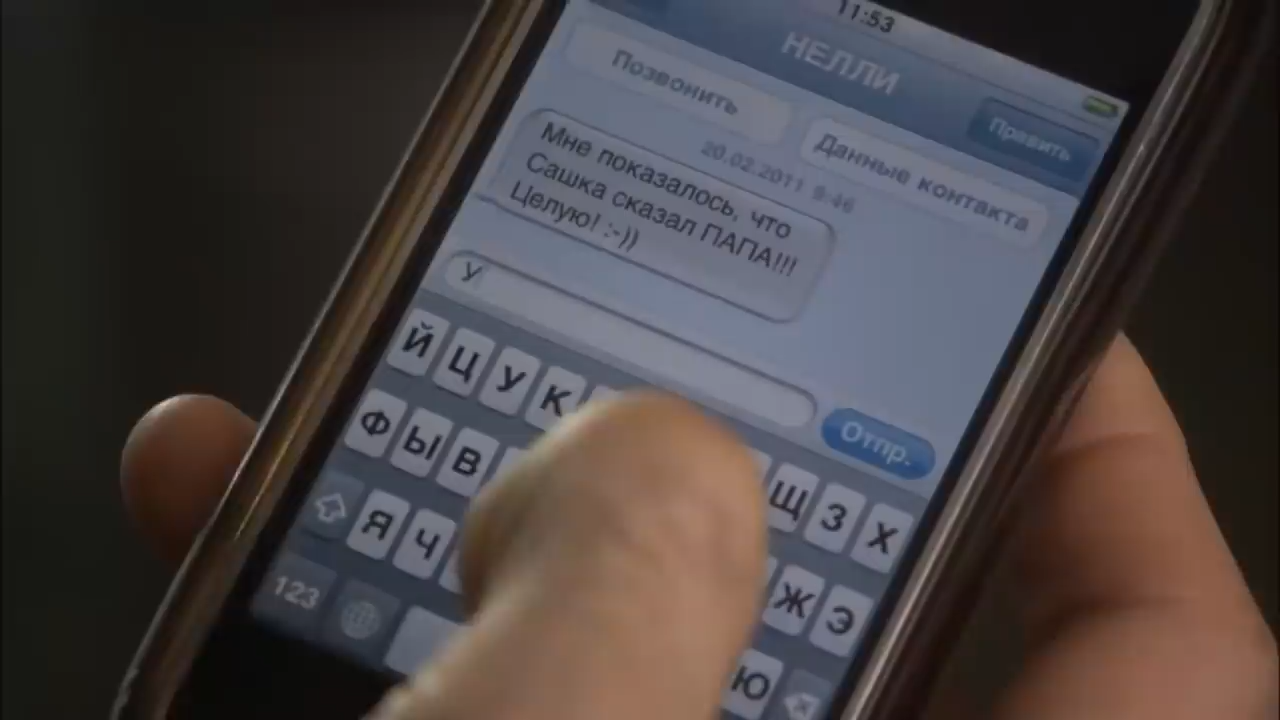 11:53
НЕЛЛИ
Править
Позвонить
Данные контакта
20.02.2011 9:46
Мне показалось, что
Сашка сказал ПАПА!!!
Целую! :-))
У
Отпр.
Й Ц У К Щ З Х
Ф Ы В Ж Э
Я Ч Ю
123